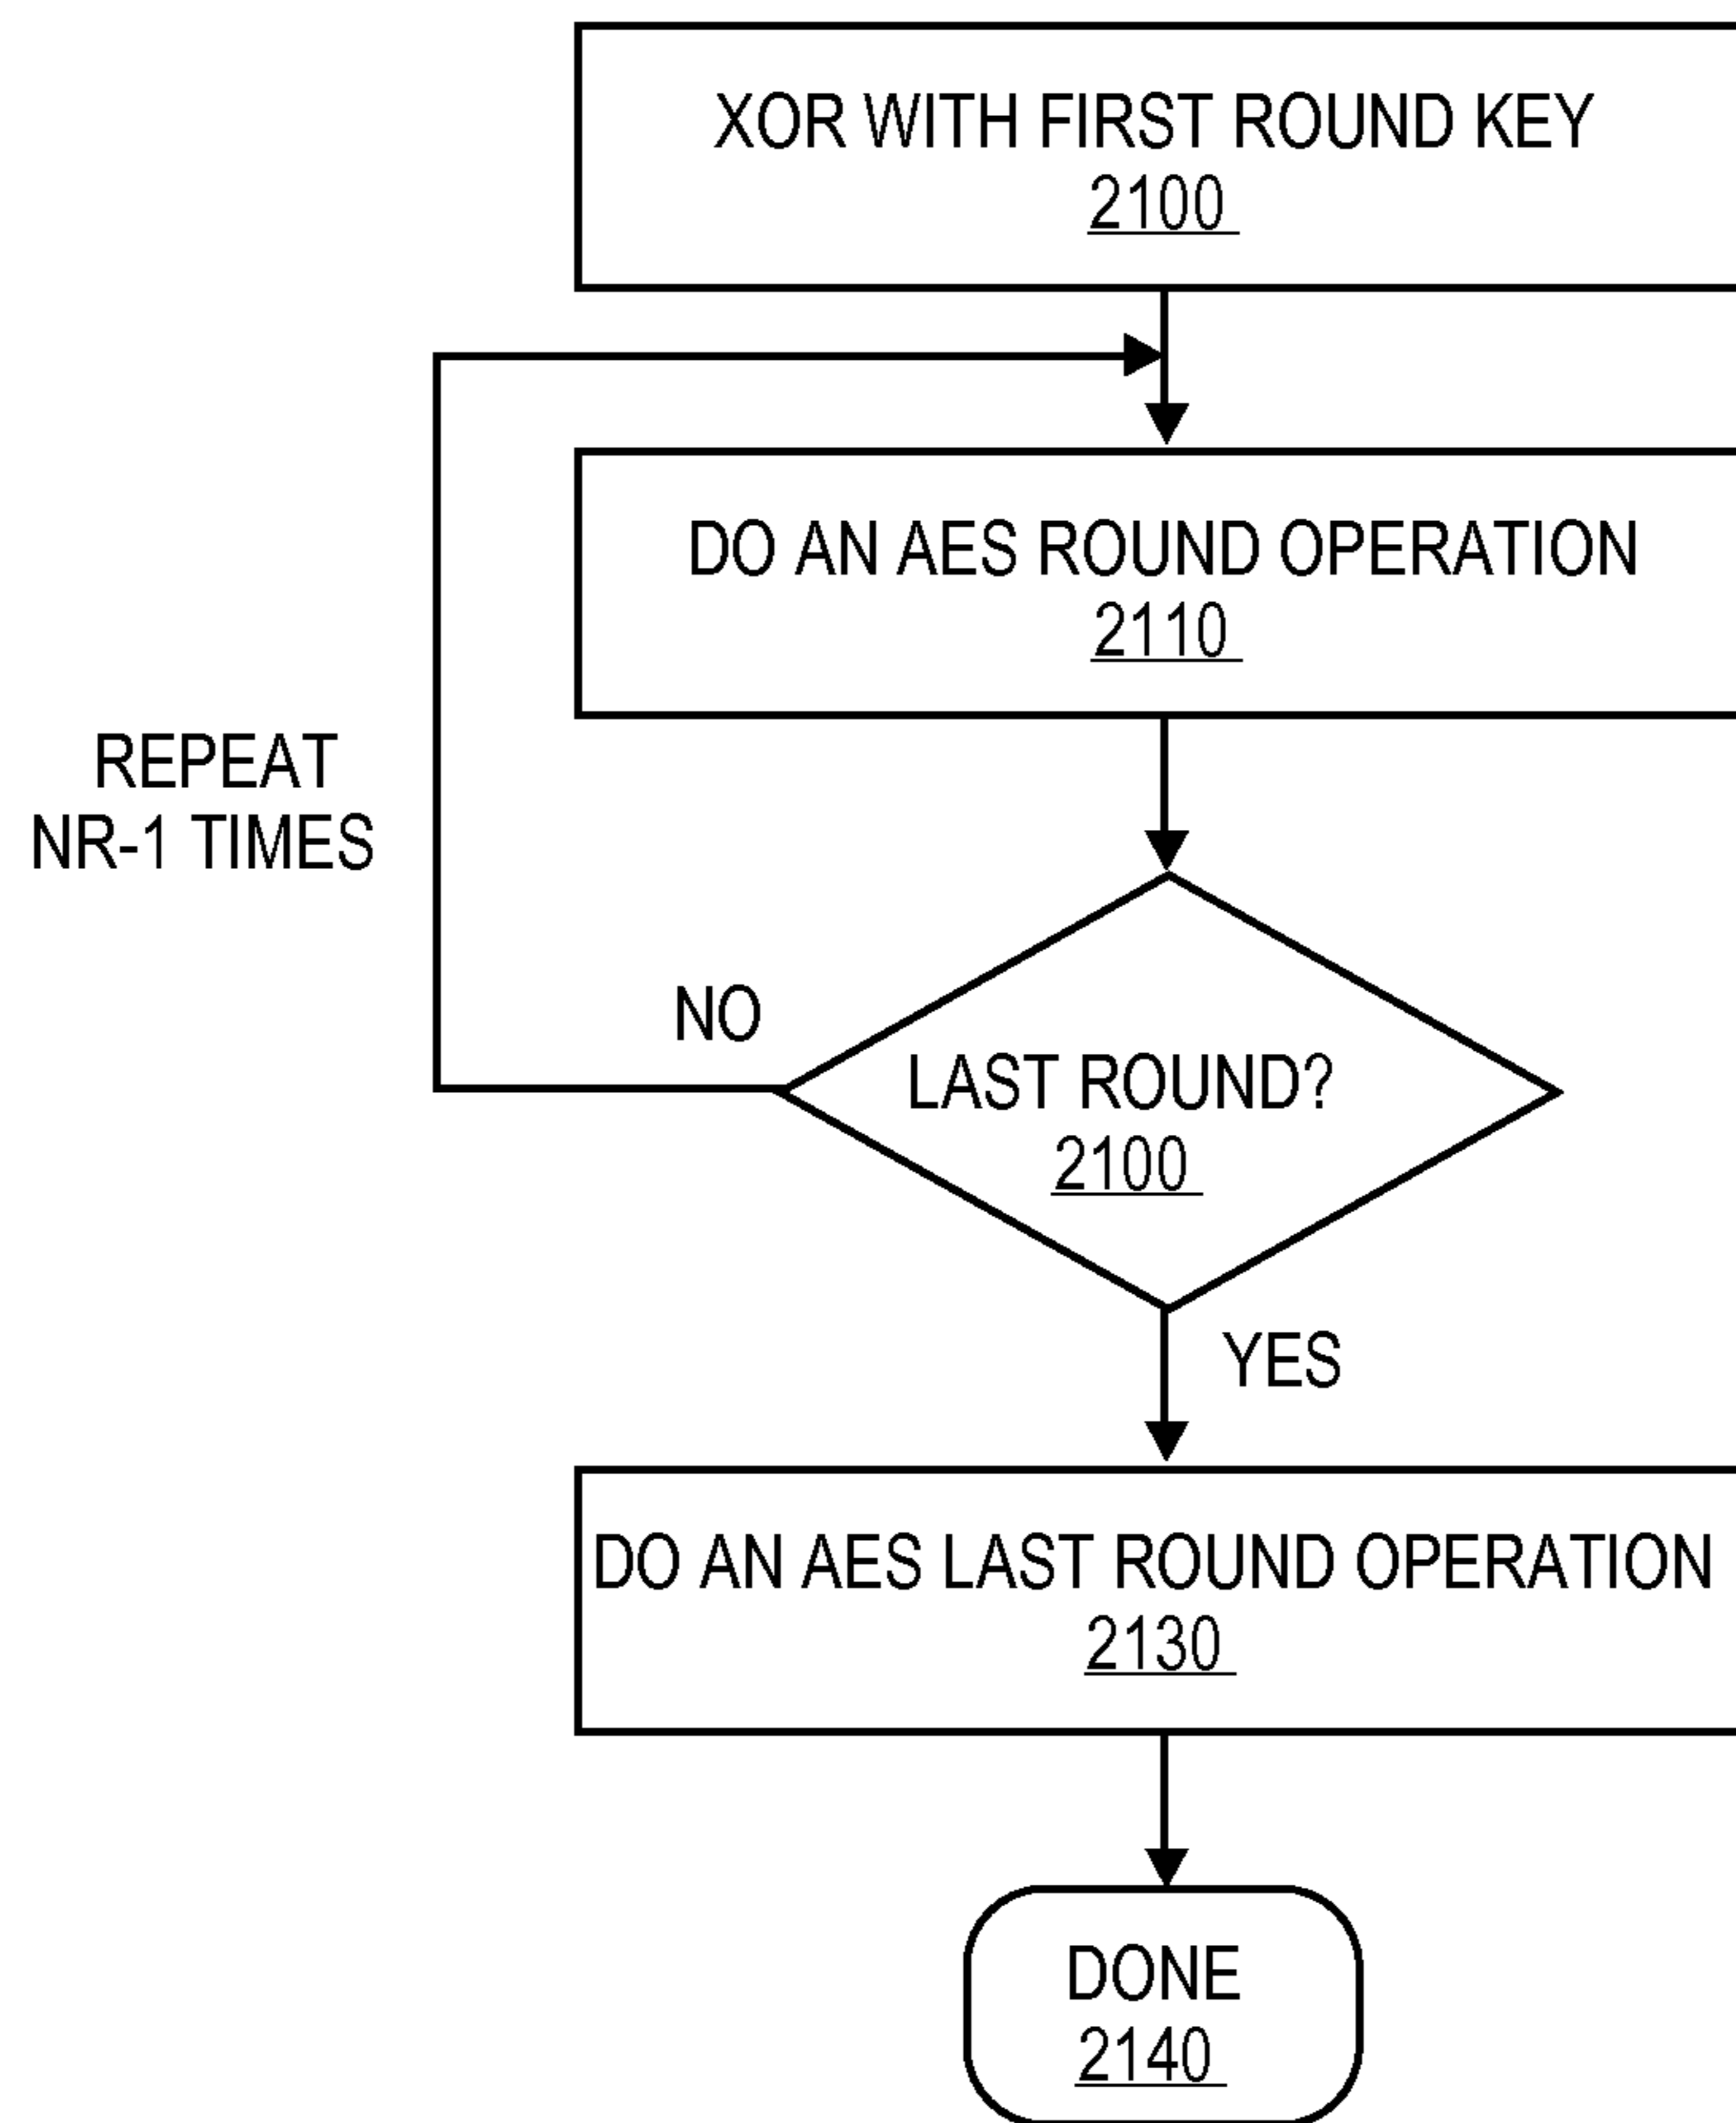 XOR WITH FIRST ROUND KEY
2100
DO AN AES ROUND OPERATION
2110
REPEAT
NR-1 TIMES
NO
LAST ROUND?
2100
YES
DO AN AES LAST ROUND OPERATION
2130
DONE
2140